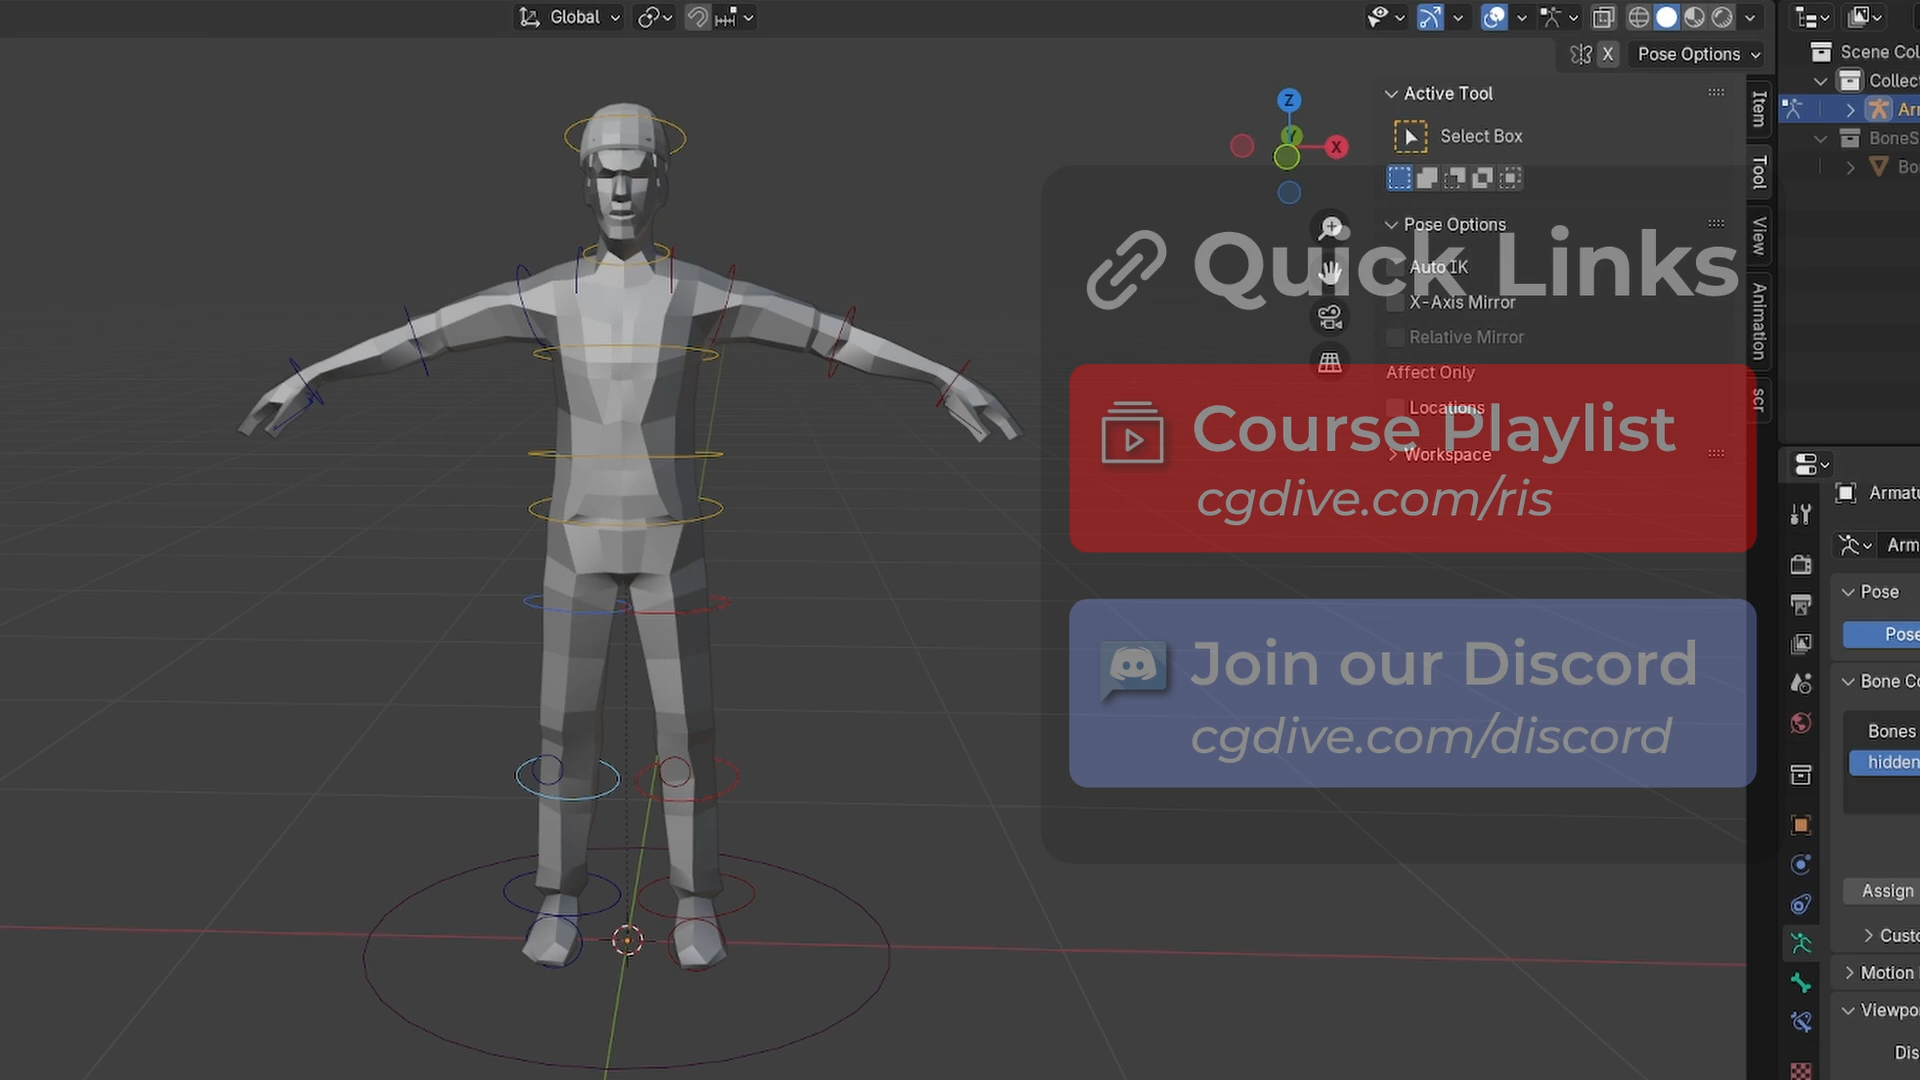 Global
X
Pose Options
Scene Col
Collec
Ar
BoneS
Bo
Z
Y
X
Active Tool
Select Box
Pose Options
Auto IK
X-Axis Mirror
Relative Mirror
Affect Only
Locations
Workspace
Item
Tool
View
Animation
scr
Quick Links
Course Playlist
cgdive.com/ris
Join our Discord
cgdive.com/discord
Armatu
Arm
Pose
Pose
Bone Co
Bones
hidden
Assign
Custo
Motion
Viewpo
Dis